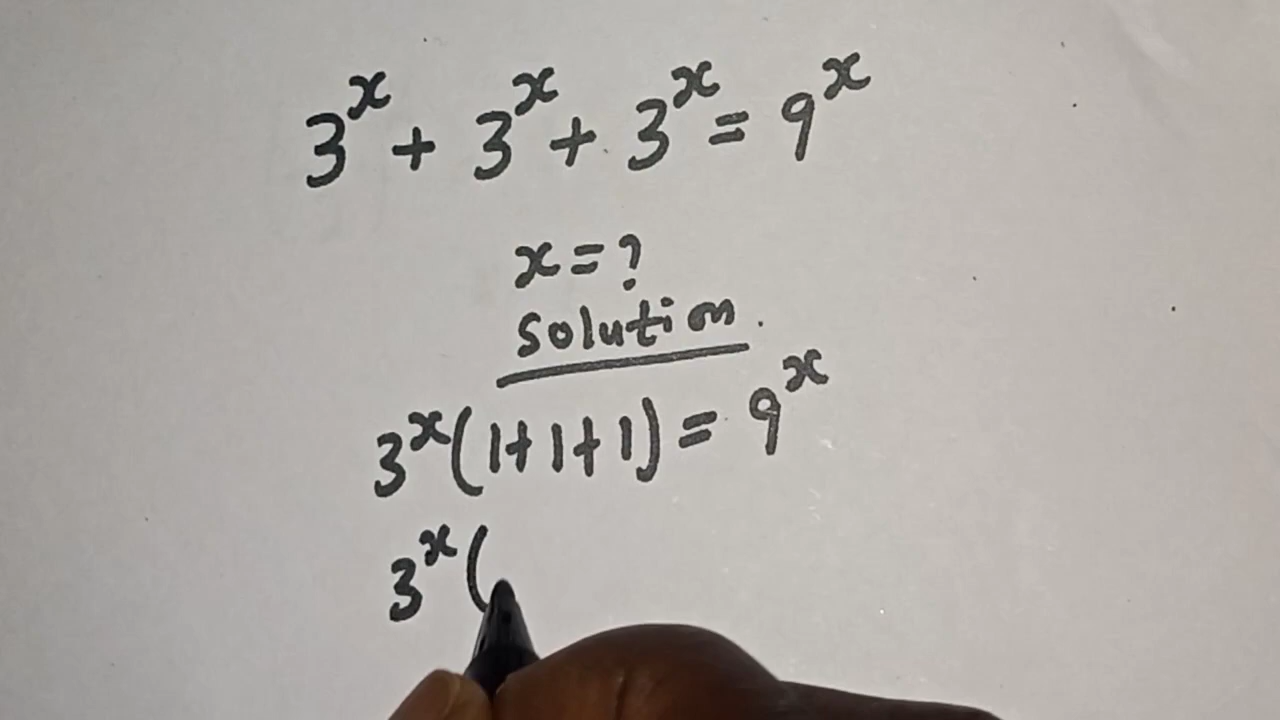 3^x + 3^x + 3^x = 9^x
x = ?
Solution.
3^x(1+1+1) = 9^x
3^x(